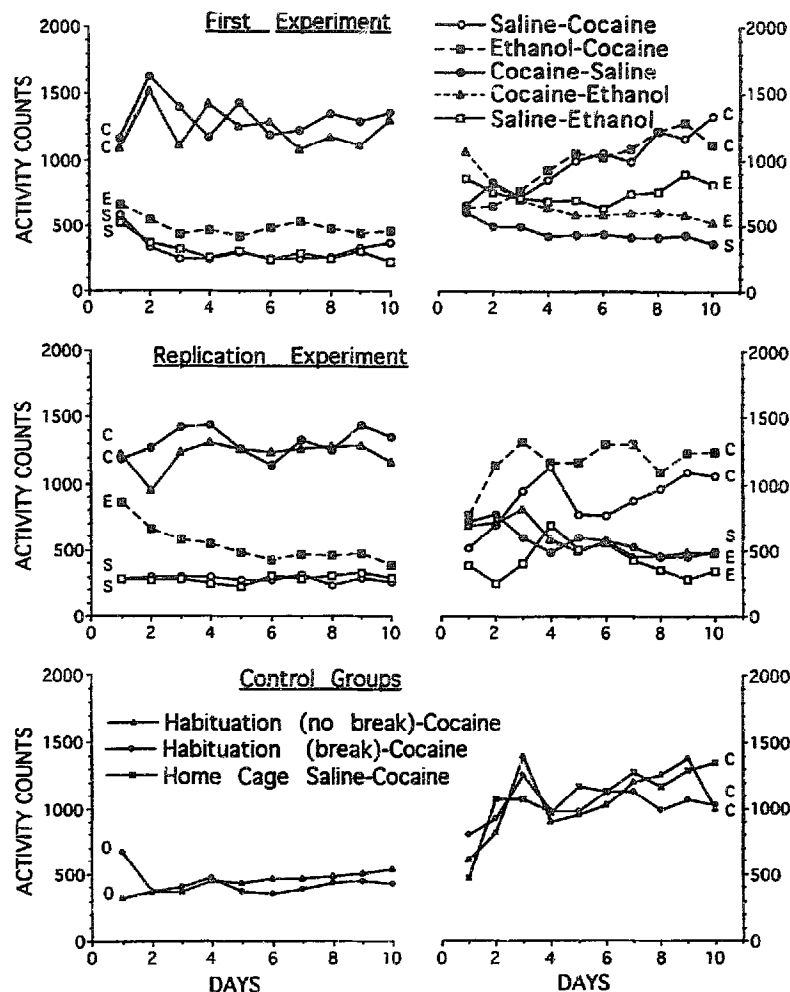 First Experiment
Saline-Cocaine
Ethanol-Cocaine
Cocaine-Saline
Cocaine-Ethanol
Saline-Ethanol
ACTIVITY COUNTS
2000
1500
1000
500
0
C
C
E
S
S
0 2 4 6 8 10
2000
1500
1000
500
0
C
C
E
E
S
0 2 4 6 8 10
Replication Experiment
ACTIVITY COUNTS
2000
1500
1000
500
0
C
C
E
S
S
0 2 4 6 8 10
2000
1500
1000
500
0
C
C
S
E
E
0 2 4 6 8 10
Control Groups
Habituation (no break)-Cocaine
Habituation (break)-Cocaine
Home Cage Saline-Cocaine
ACTIVITY COUNTS
2000
1500
1000
500
0
O
O
0 2 4 6 8 10
DAYS
2000
1500
1000
500
0
C
C
C
0 2 4 6 8 10
DAYS